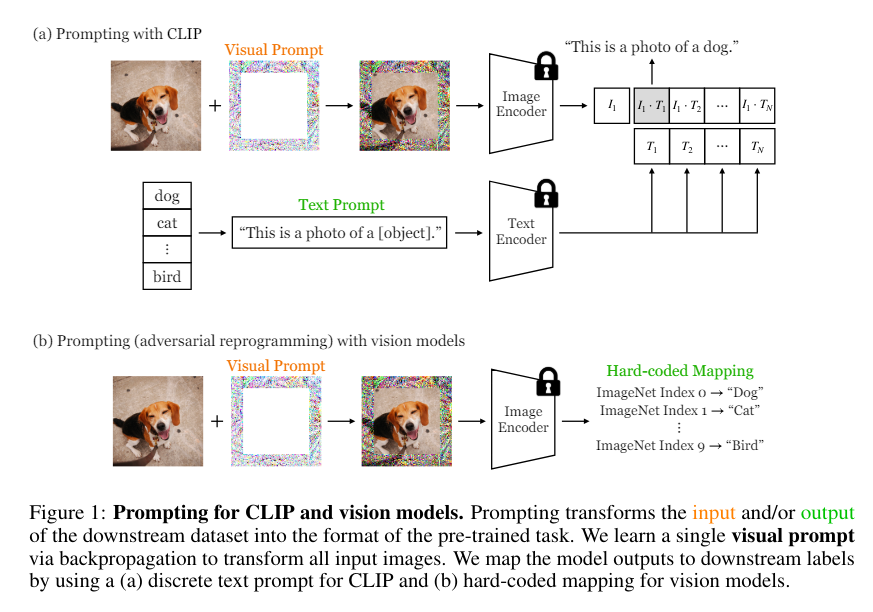 (a) Prompting with CLIP
Visual Prompt
"This is a photo of a dog."
+
Image
Encoder
I₁
I₁ · T₁
I₁ · T₂
...
I₁ · T_N
T₁
T₂
...
T_N
dog
cat
⋮
bird
Text Prompt
"This is a photo of a [object]."
Text
Encoder
(b) Prompting (adversarial reprogramming) with vision models
Visual Prompt
+
Image
Encoder
Hard-coded Mapping
ImageNet Index 0 → "Dog"
ImageNet Index 1 → "Cat"
⋮
ImageNet Index 9 → "Bird"
Figure 1: Prompting for CLIP and vision models. Prompting transforms the input and/or output
of the downstream dataset into the format of the pre-trained task. We learn a single visual prompt
via backpropagation to transform all input images. We map the model outputs to downstream labels
by using a (a) discrete text prompt for CLIP and (b) hard-coded mapping for vision models.